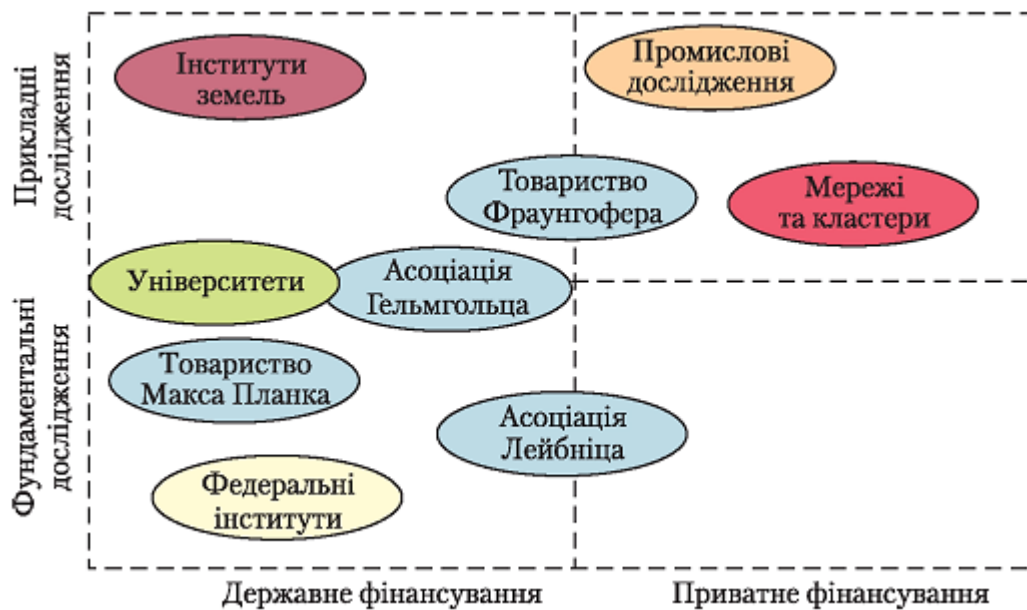 Прикладні
дослідження
Фундаментальні
дослідження
Інститути
земель
Промислові
дослідження
Товариство
Фраунгофера
Мережі
та кластери
Університети
Асоціація
Гельмгольца
Товариство
Макса Планка
Асоціація
Лейбніца
Федеральні
інститути
Державне фінансування
Приватне фінансування